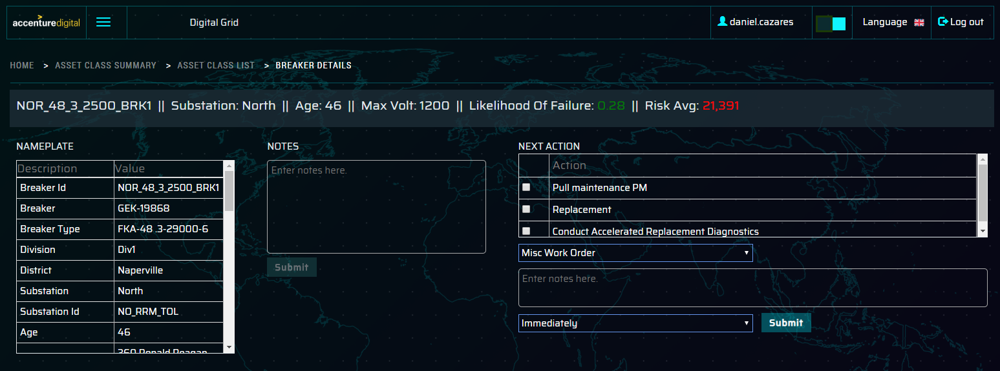 accenturedigital
Digital Grid
daniel.cazares
Language
Log out
HOME > ASSET CLASS SUMMARY > ASSET CLASS LIST > BREAKER DETAILS
NOR_48_3_2500_BRK1 || Substation: North || Age: 46 || Max Volt: 1200 || Likelihood Of Failure: 0.28 || Risk Avg: 21,391
NAMEPLATE
Description Value
Breaker Id NOR_48_3_2500_BRK1
Breaker GEK-19868
Breaker Type FKA-48 .3-29000-6
Division Div1
District Naperville
Substation North
Substation Id NO_RRM_TOL
Age 46
260 Ronald Reagan
NOTES
Enter notes here.
Submit
NEXT ACTION
Action
Pull maintenance PM
Replacement
Conduct Accelerated Replacement Diagnostics
Misc Work Order
Enter notes here.
Immediately
Submit